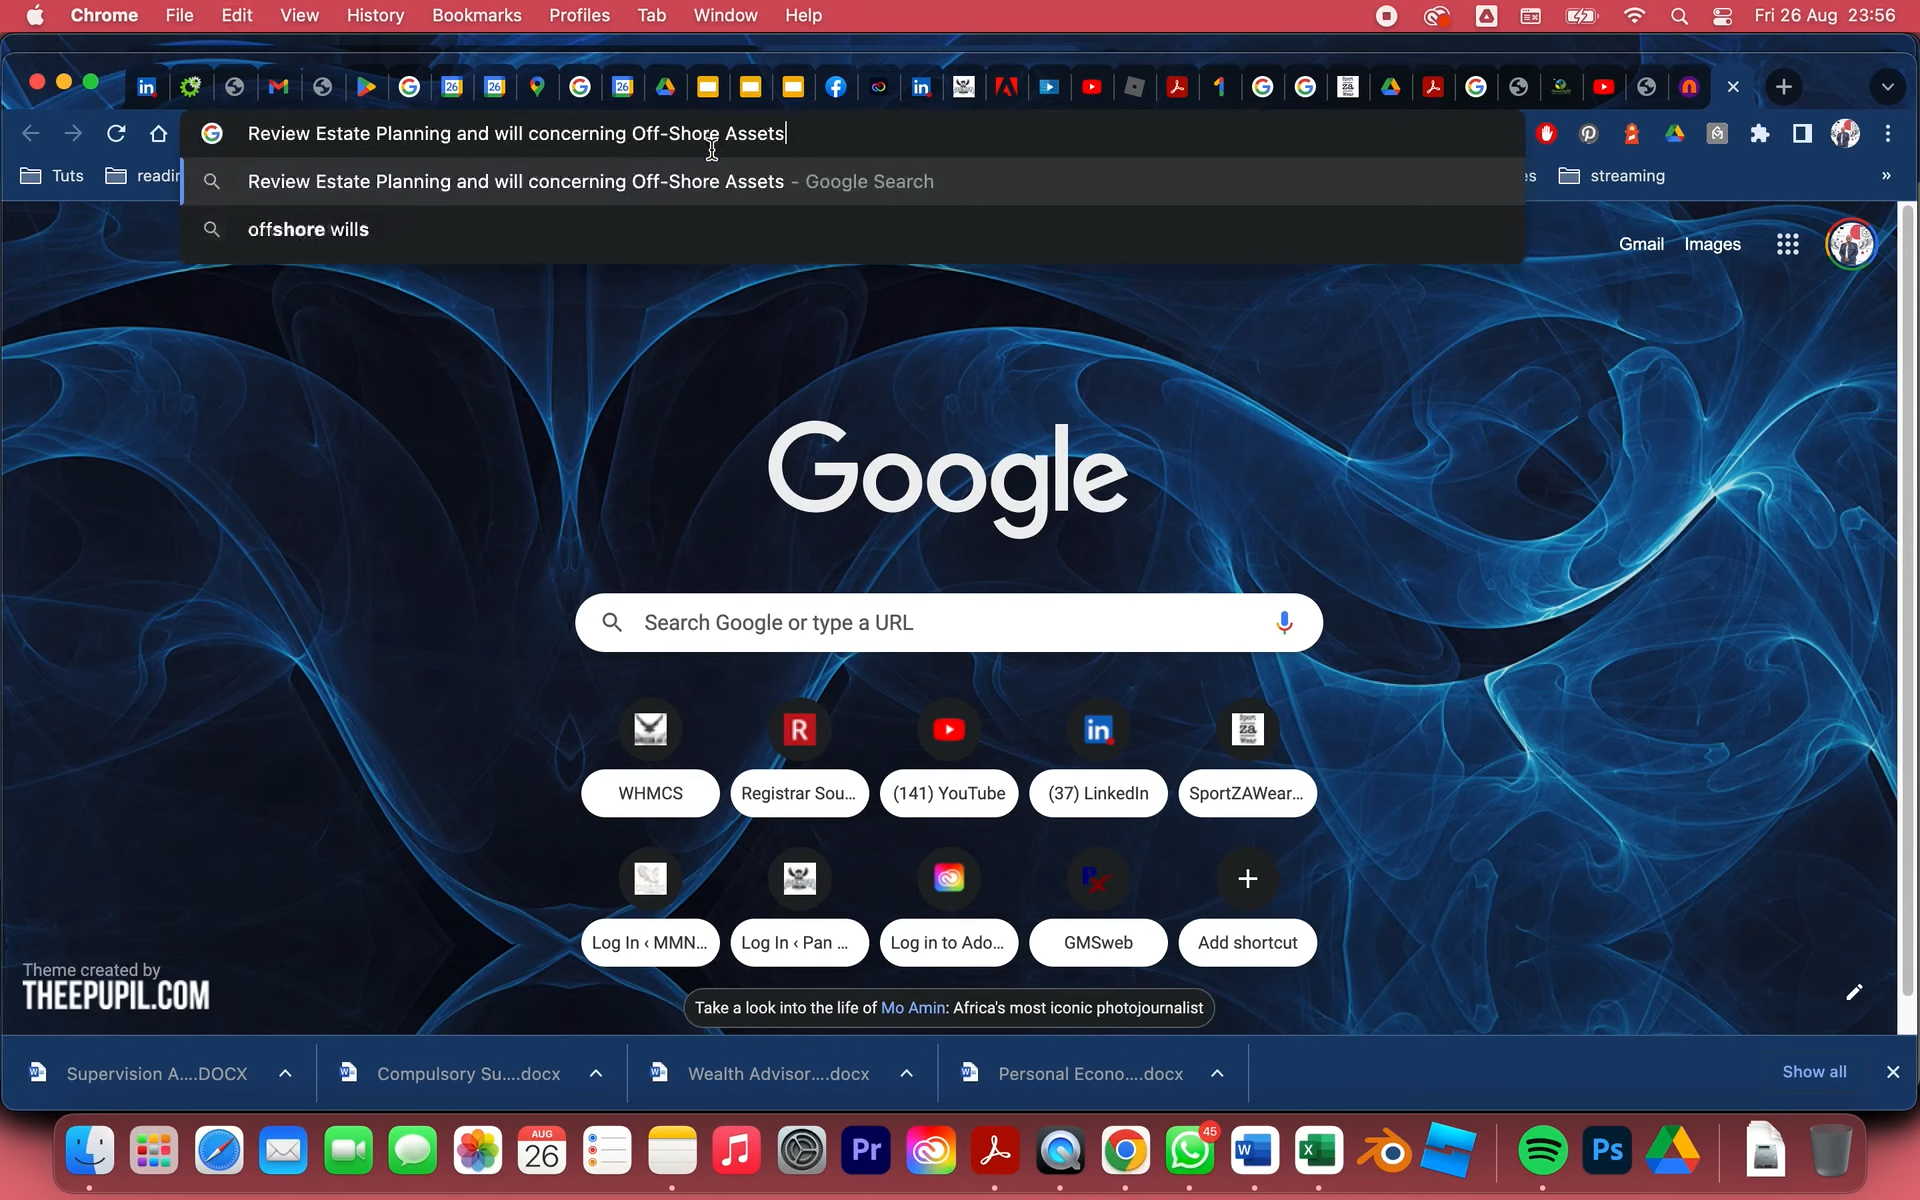 Chrome File Edit View History Bookmarks Profiles Tab Window Help Fri 26 Aug 23:56
Review Estate Planning and will concerning Off-Shore Assets
Tuts
Review Estate Planning and will concerning Off-Shore Assets - Google Search
streaming
»
offshore wills
Gmail Images
Google
Search Google or type a URL
WHMCS
Registrar Sou...
(141) YouTube
(37) LinkedIn
SportZAWear...
Log In ‹ MMN...
Log In ‹ Pan ...
Log in to Ado...
GMSweb
Add shortcut
Theme created by
THEEPUPIL.COM
Take a look into the life of Mo Amin: Africa's most iconic photojournalist
Supervision A....DOCX
Compulsory Su....docx
Wealth Advisor....docx
Personal Econo....docx
Show all
AUG
26
45